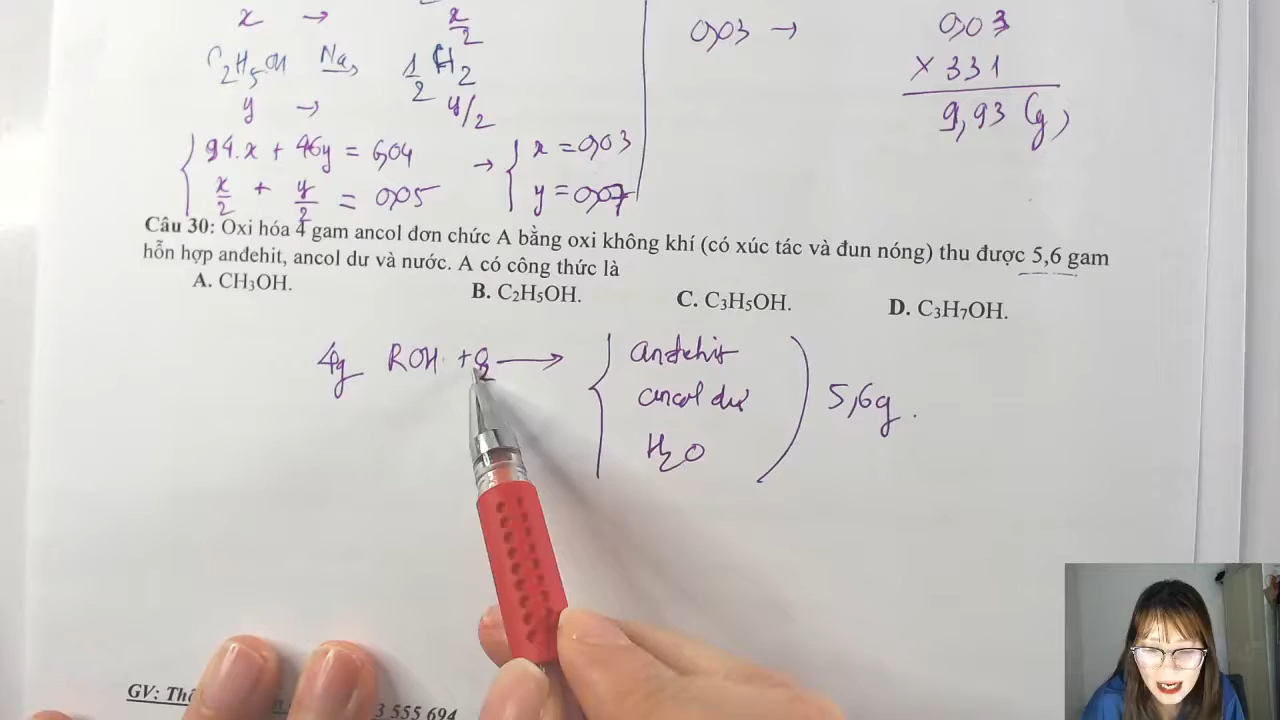 x → x/2
0,03 → 0,03
C2H5OH Na→ 1/2 H2
× 331
y → y/2
9,93 (g)
94.x + 46y = 6,04 → x = 0,03
x/2 + y/2 = 0,05 y = 0,07
Câu 30: Oxi hóa 4 gam ancol đơn chức A bằng oxi không khí (có xúc tác và đun nóng) thu được 5,6 gam
hỗn hợp anđehit, ancol dư và nước. A có công thức là
A. CH3OH. B. C2H5OH. C. C3H5OH. D. C3H7OH.
4g ROH + O2 → anđehit
ancol dư 5,6g.
H2O
GV: 3 555 694